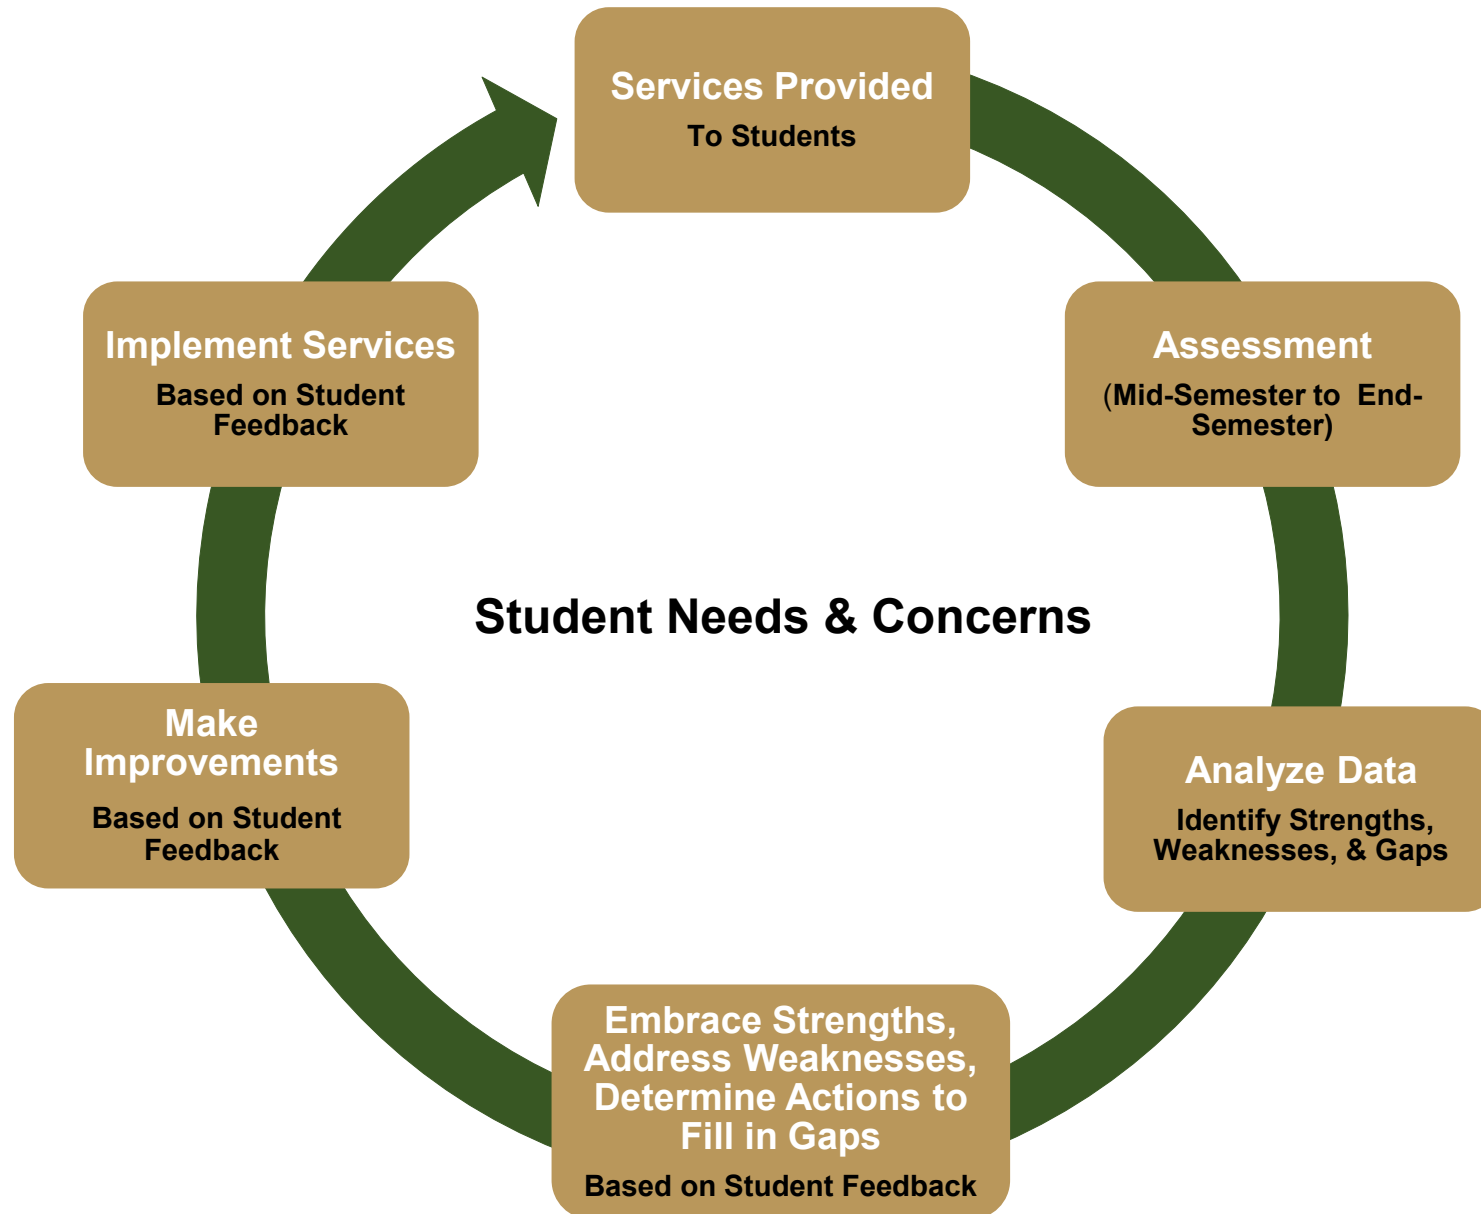 Services Provided
To Students
Assessment
(Mid-Semester to End-
Semester)
Analyze Data
Identify Strengths,
Weaknesses, & Gaps
Embrace Strengths,
Address Weaknesses,
Determine Actions to
Fill in Gaps
Based on Student Feedback
Make
Improvements
Based on Student
Feedback
Implement Services
Based on Student
Feedback
Student Needs & Concerns